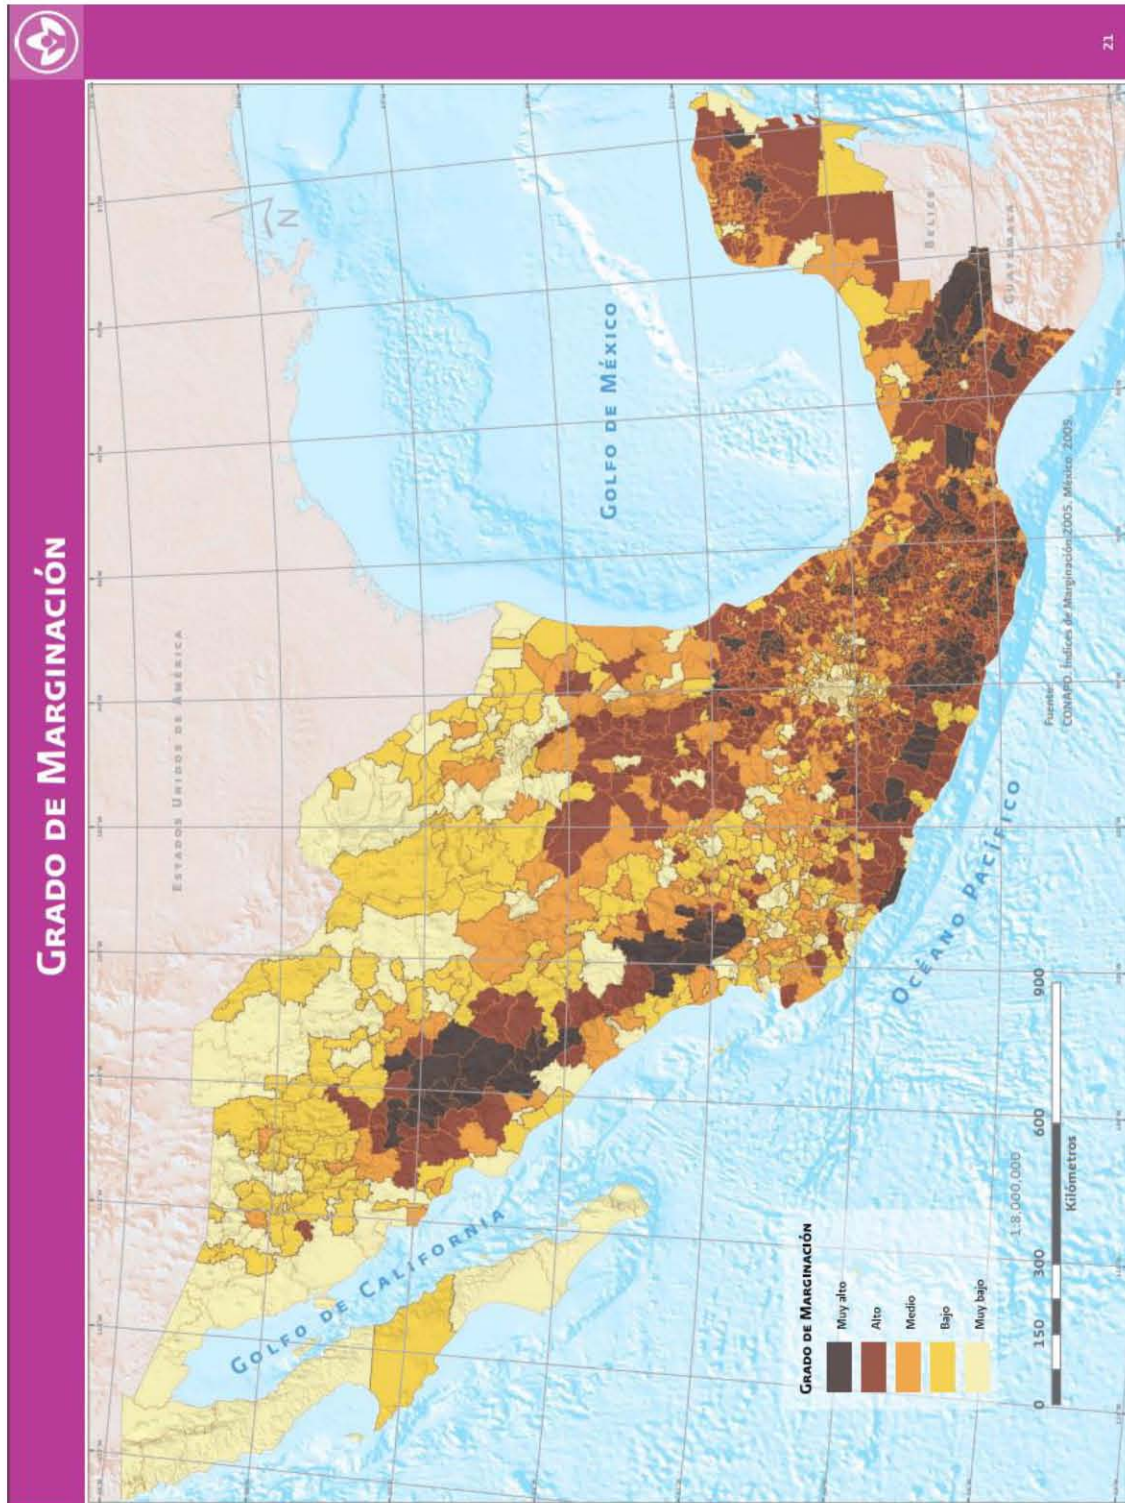 GRADO DE MARGINACIÓN
21
ESTADOS UNIDOS DE AMÉRICA
N
GOLFO DE MÉXICO
GOLFO DE CALIFORNIA
OCÉANO PACÍFICO
BELICE
GUATEMALA
GRADO DE MARGINACIÓN
Muy alto
Alto
Medio
Bajo
Muy bajo
1:8,000,000
0 150 300 600 900
Kilómetros
Fuente:
CONAPO. Índices de Marginación 2005. México. 2005.